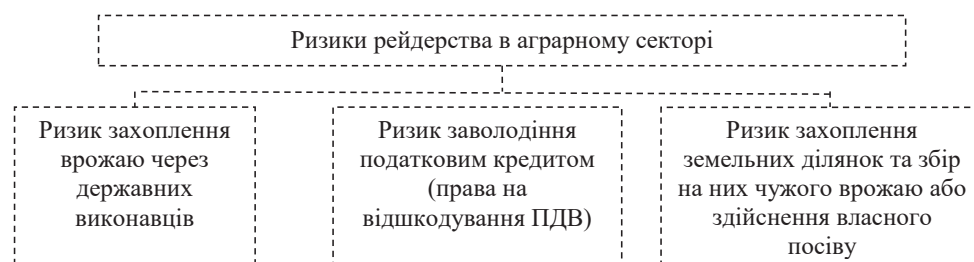 Ризики рейдерства в аграрному секторі
Ризик захоплення
врожаю через
державних
виконавців
Ризик заволодіння
податковим кредитом
(права на
відшкодування ПДВ)
Ризик захоплення
земельних ділянок та збір
на них чужого врожаю або
здійснення власного
посіву